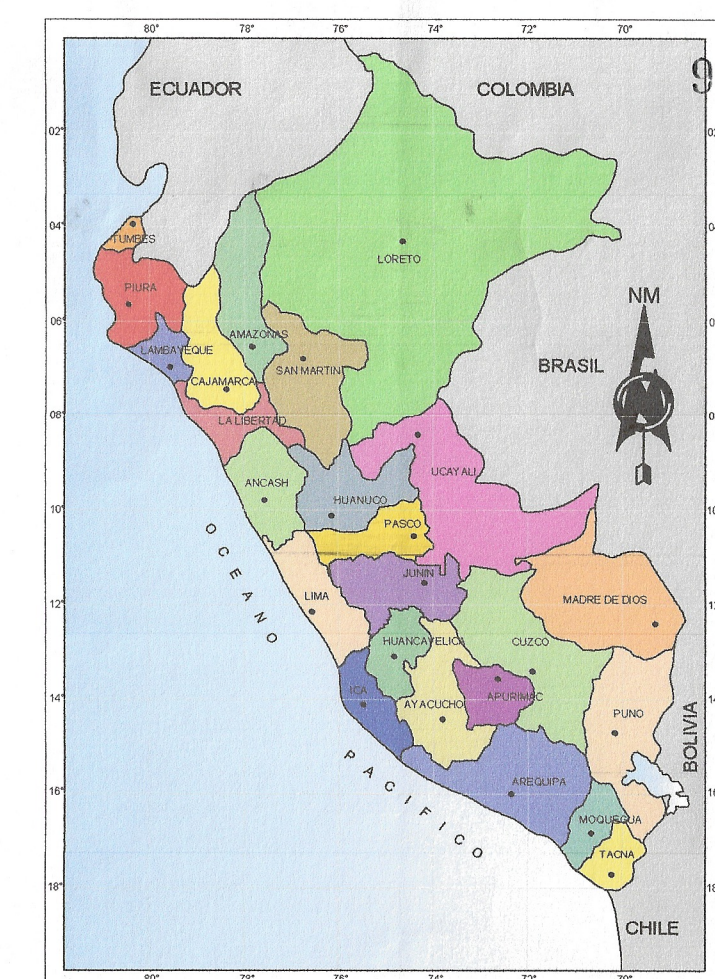 80° 78° 76° 74° 72° 70°
9
ECUADOR
COLOMBIA
02°
04°
TUMBES
LORETO
PIURA
NM
06°
AMAZONAS
LAMBAYEQUE
SAN MARTIN
BRASIL
CAJAMARCA
08°
LA LIBERTAD
UCAYALI
ANCASH
HUANUCO
10°
PASCO
OCEANO
JUNIN
LIMA
MADRE DE DIOS
12°
HUANCAVELICA
CUZCO
ICA
APURIMAC
14°
AYACUCHO
PUNO
BOLIVIA
PACIFICO
AREQUIPA
16°
MOQUEGUA
TACNA
18°
CHILE
80° 78° 76° 74° 72° 70°